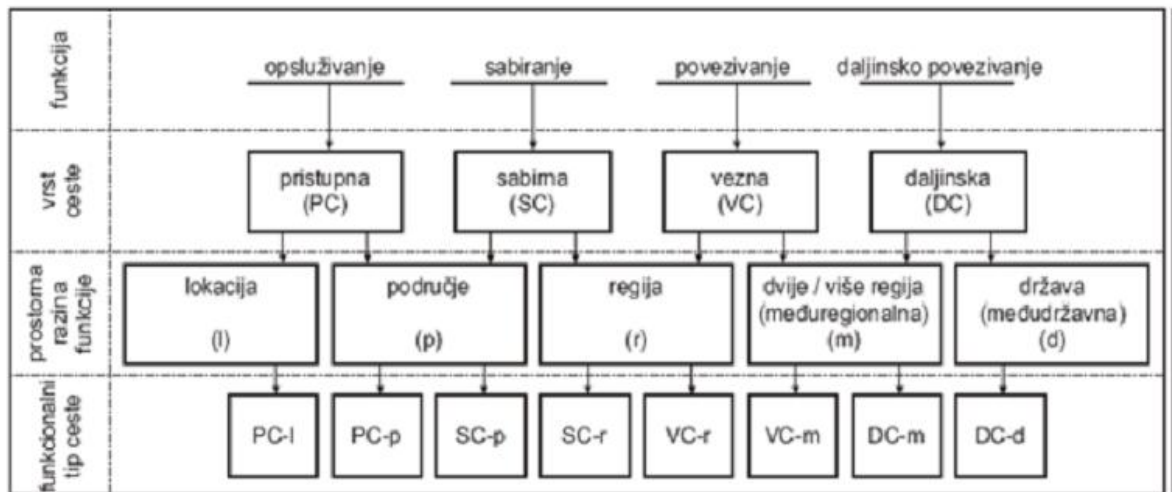 funkcija
opsluživanje
sabiranje
povezivanje
daljinsko povezivanje
vrst
ceste
pristupna
(PC)
sabirna
(SC)
vezna
(VC)
daljinska
(DC)
prostorna
razina
funkcije
lokacija
(l)
područje
(p)
regija
(r)
dvije / više regija
(međuregionalna)
(m)
država
(međudržavna)
(d)
funkcionalni
tip ceste
PC-l
PC-p
SC-p
SC-r
VC-r
VC-m
DC-m
DC-d